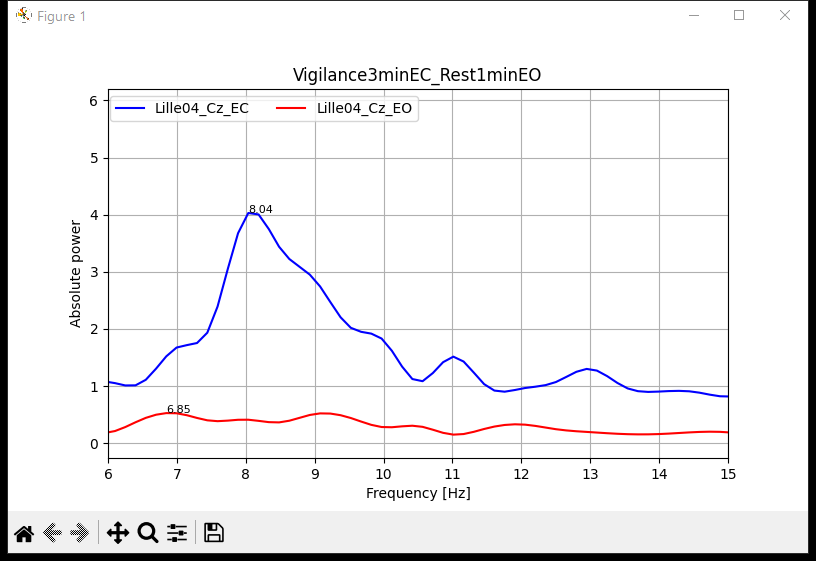 Figure 1
Vigilance3minEC_Rest1minEO
Lille04_Cz_EC Lille04_Cz_EO
6
5
4
3
2
1
0
Absolute power
8.04
6.85
6 7 8 9 10 11 12 13 14 15
Frequency [Hz]